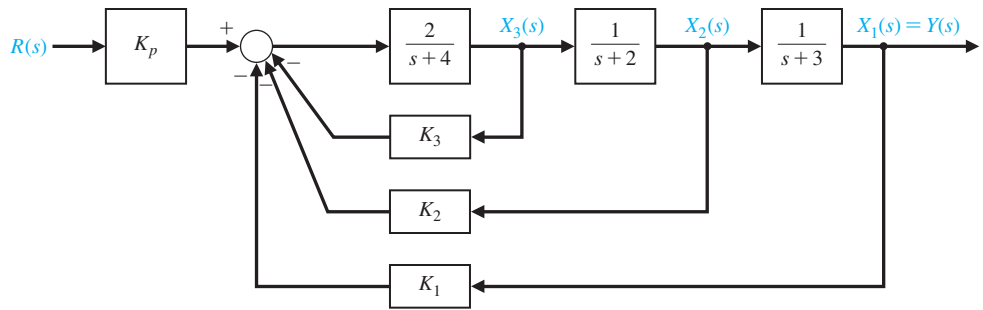 R(s)
K_p
+
−
−
−
2
s + 4
X_3(s)
1
s + 2
X_2(s)
1
s + 3
X_1(s) = Y(s)
K_3
K_2
K_1